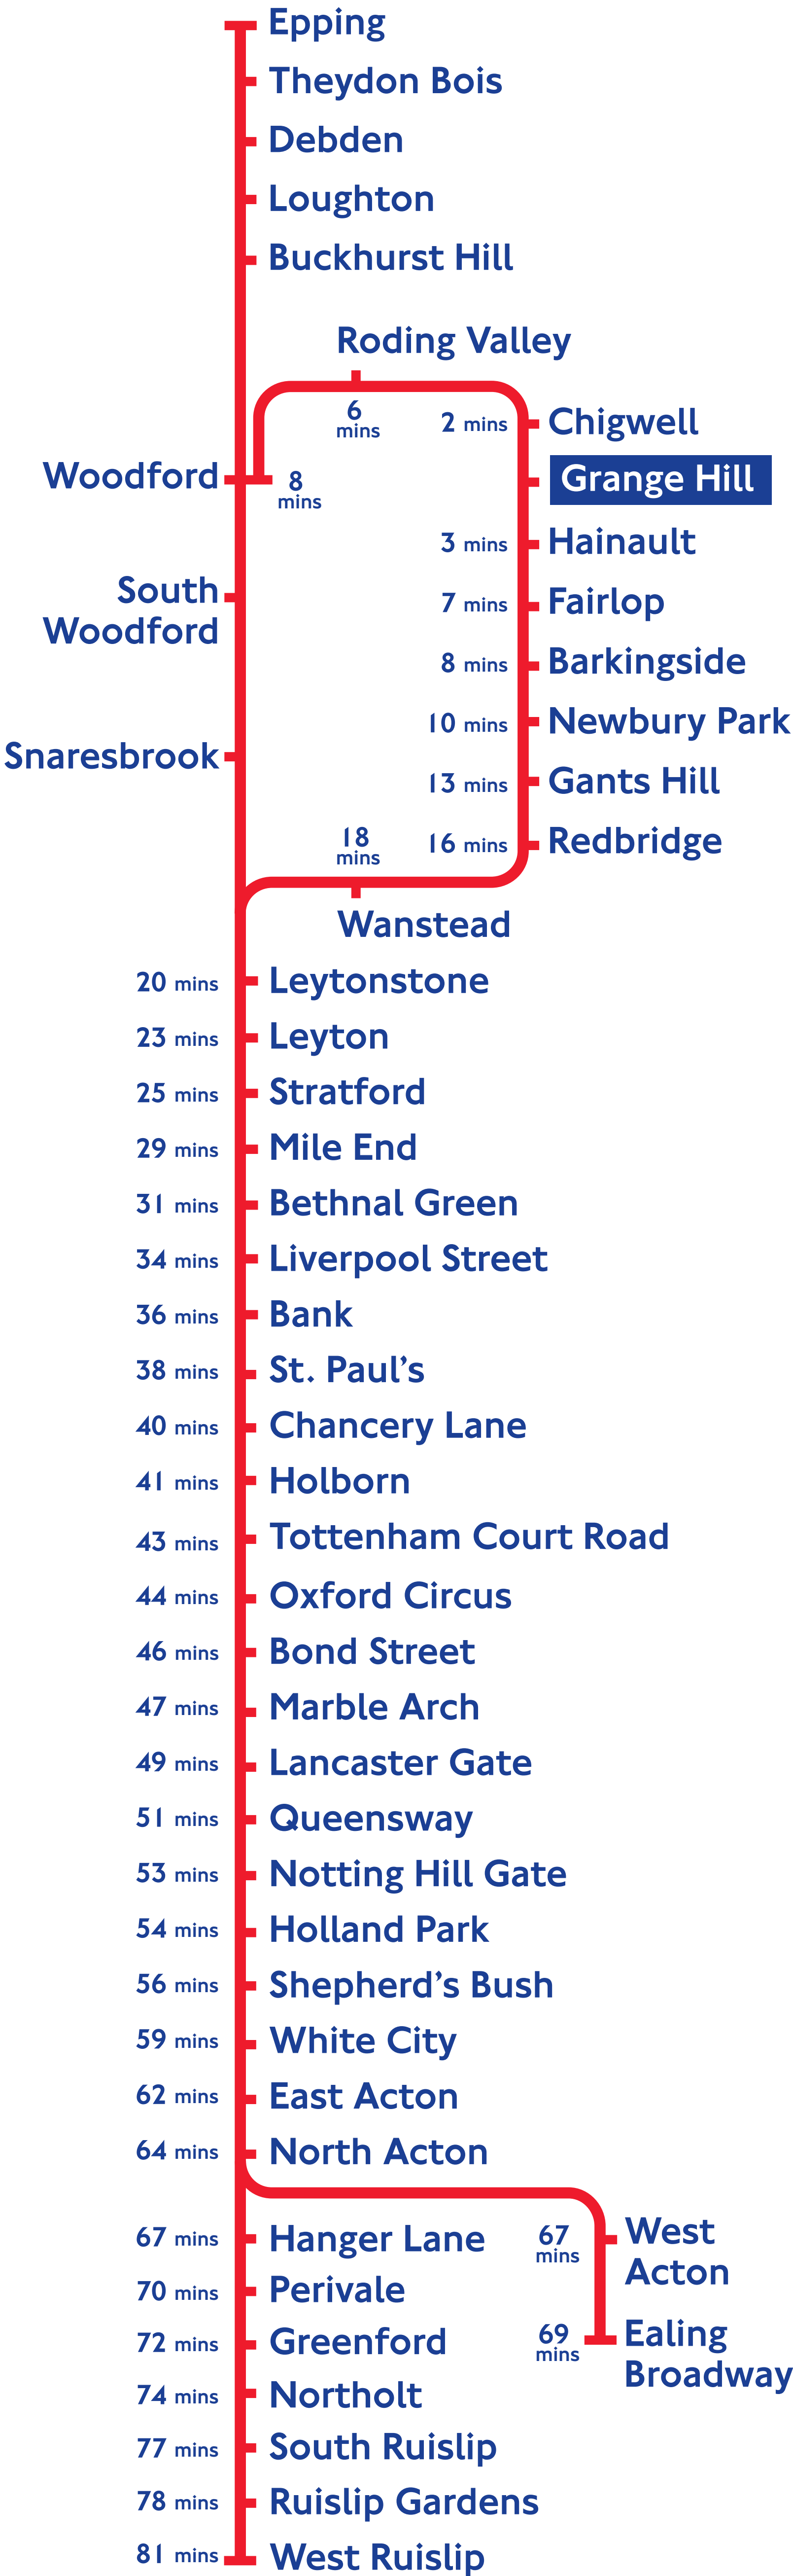 Epping
Theydon Bois
Debden
Loughton
Buckhurst Hill
Roding Valley
6
mins
2 mins Chigwell
Woodford
8
mins
Grange Hill
3 mins Hainault
South
Woodford
7 mins Fairlop
8 mins Barkingside
10 mins Newbury Park
Snaresbrook
13 mins Gants Hill
16 mins Redbridge
18
mins
Wanstead
20 mins Leytonstone
23 mins Leyton
25 mins Stratford
29 mins Mile End
31 mins Bethnal Green
34 mins Liverpool Street
36 mins Bank
38 mins St. Paul’s
40 mins Chancery Lane
41 mins Holborn
43 mins Tottenham Court Road
44 mins Oxford Circus
46 mins Bond Street
47 mins Marble Arch
49 mins Lancaster Gate
51 mins Queensway
53 mins Notting Hill Gate
54 mins Holland Park
56 mins Shepherd’s Bush
59 mins White City
62 mins East Acton
64 mins North Acton
67 mins Hanger Lane
67
mins
West
Acton
70 mins Perivale
72 mins Greenford
69
mins
Ealing
Broadway
74 mins Northolt
77 mins South Ruislip
78 mins Ruislip Gardens
81 mins West Ruislip